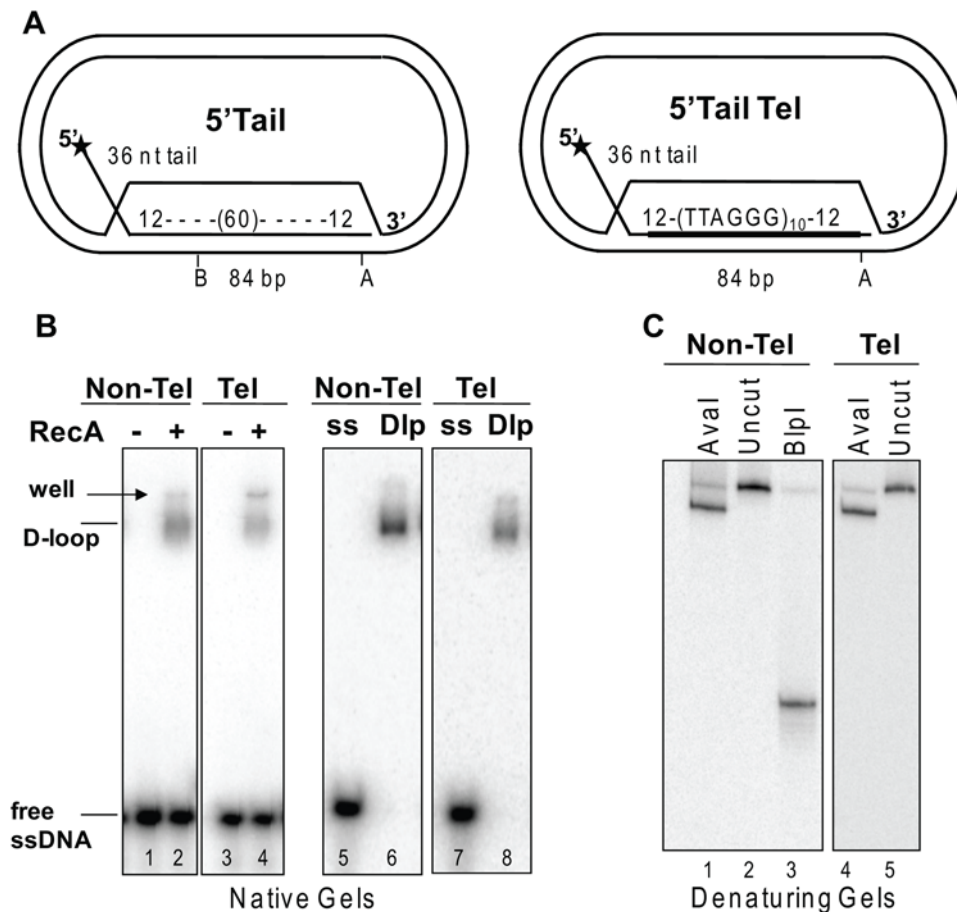 A
5'Tail
5'
36 nt tail
12- - - -(60)- - - - -12
3'
B 84 bp A
5'Tail Tel
5'
36 nt tail
12-(TTAGGG)10-12
3'
84 bp A
B
Non-Tel Tel Non-Tel Tel
RecA - + - + ss Dlp ss Dlp
well
D-loop
free
ssDNA
1 2 3 4 5 6 7 8
Native Gels
C
Non-Tel Tel
AvaI Uncut BlpI AvaI Uncut
1 2 3 4 5
Denaturing Gels